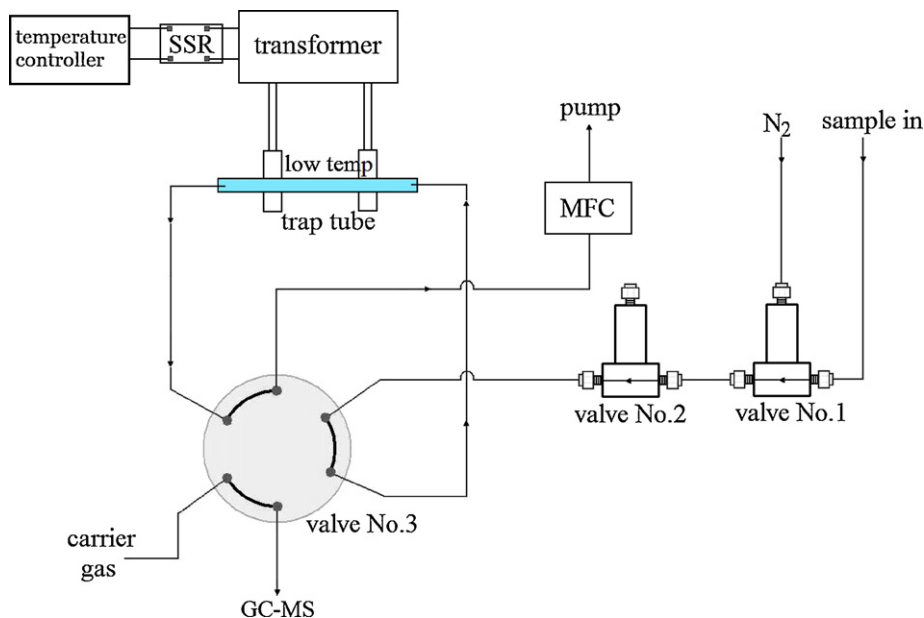 temperature
controller
SSR
transformer
low temp
trap tube
pump
MFC
N₂
sample in
valve No.2
valve No.1
valve No.3
carrier
gas
GC-MS